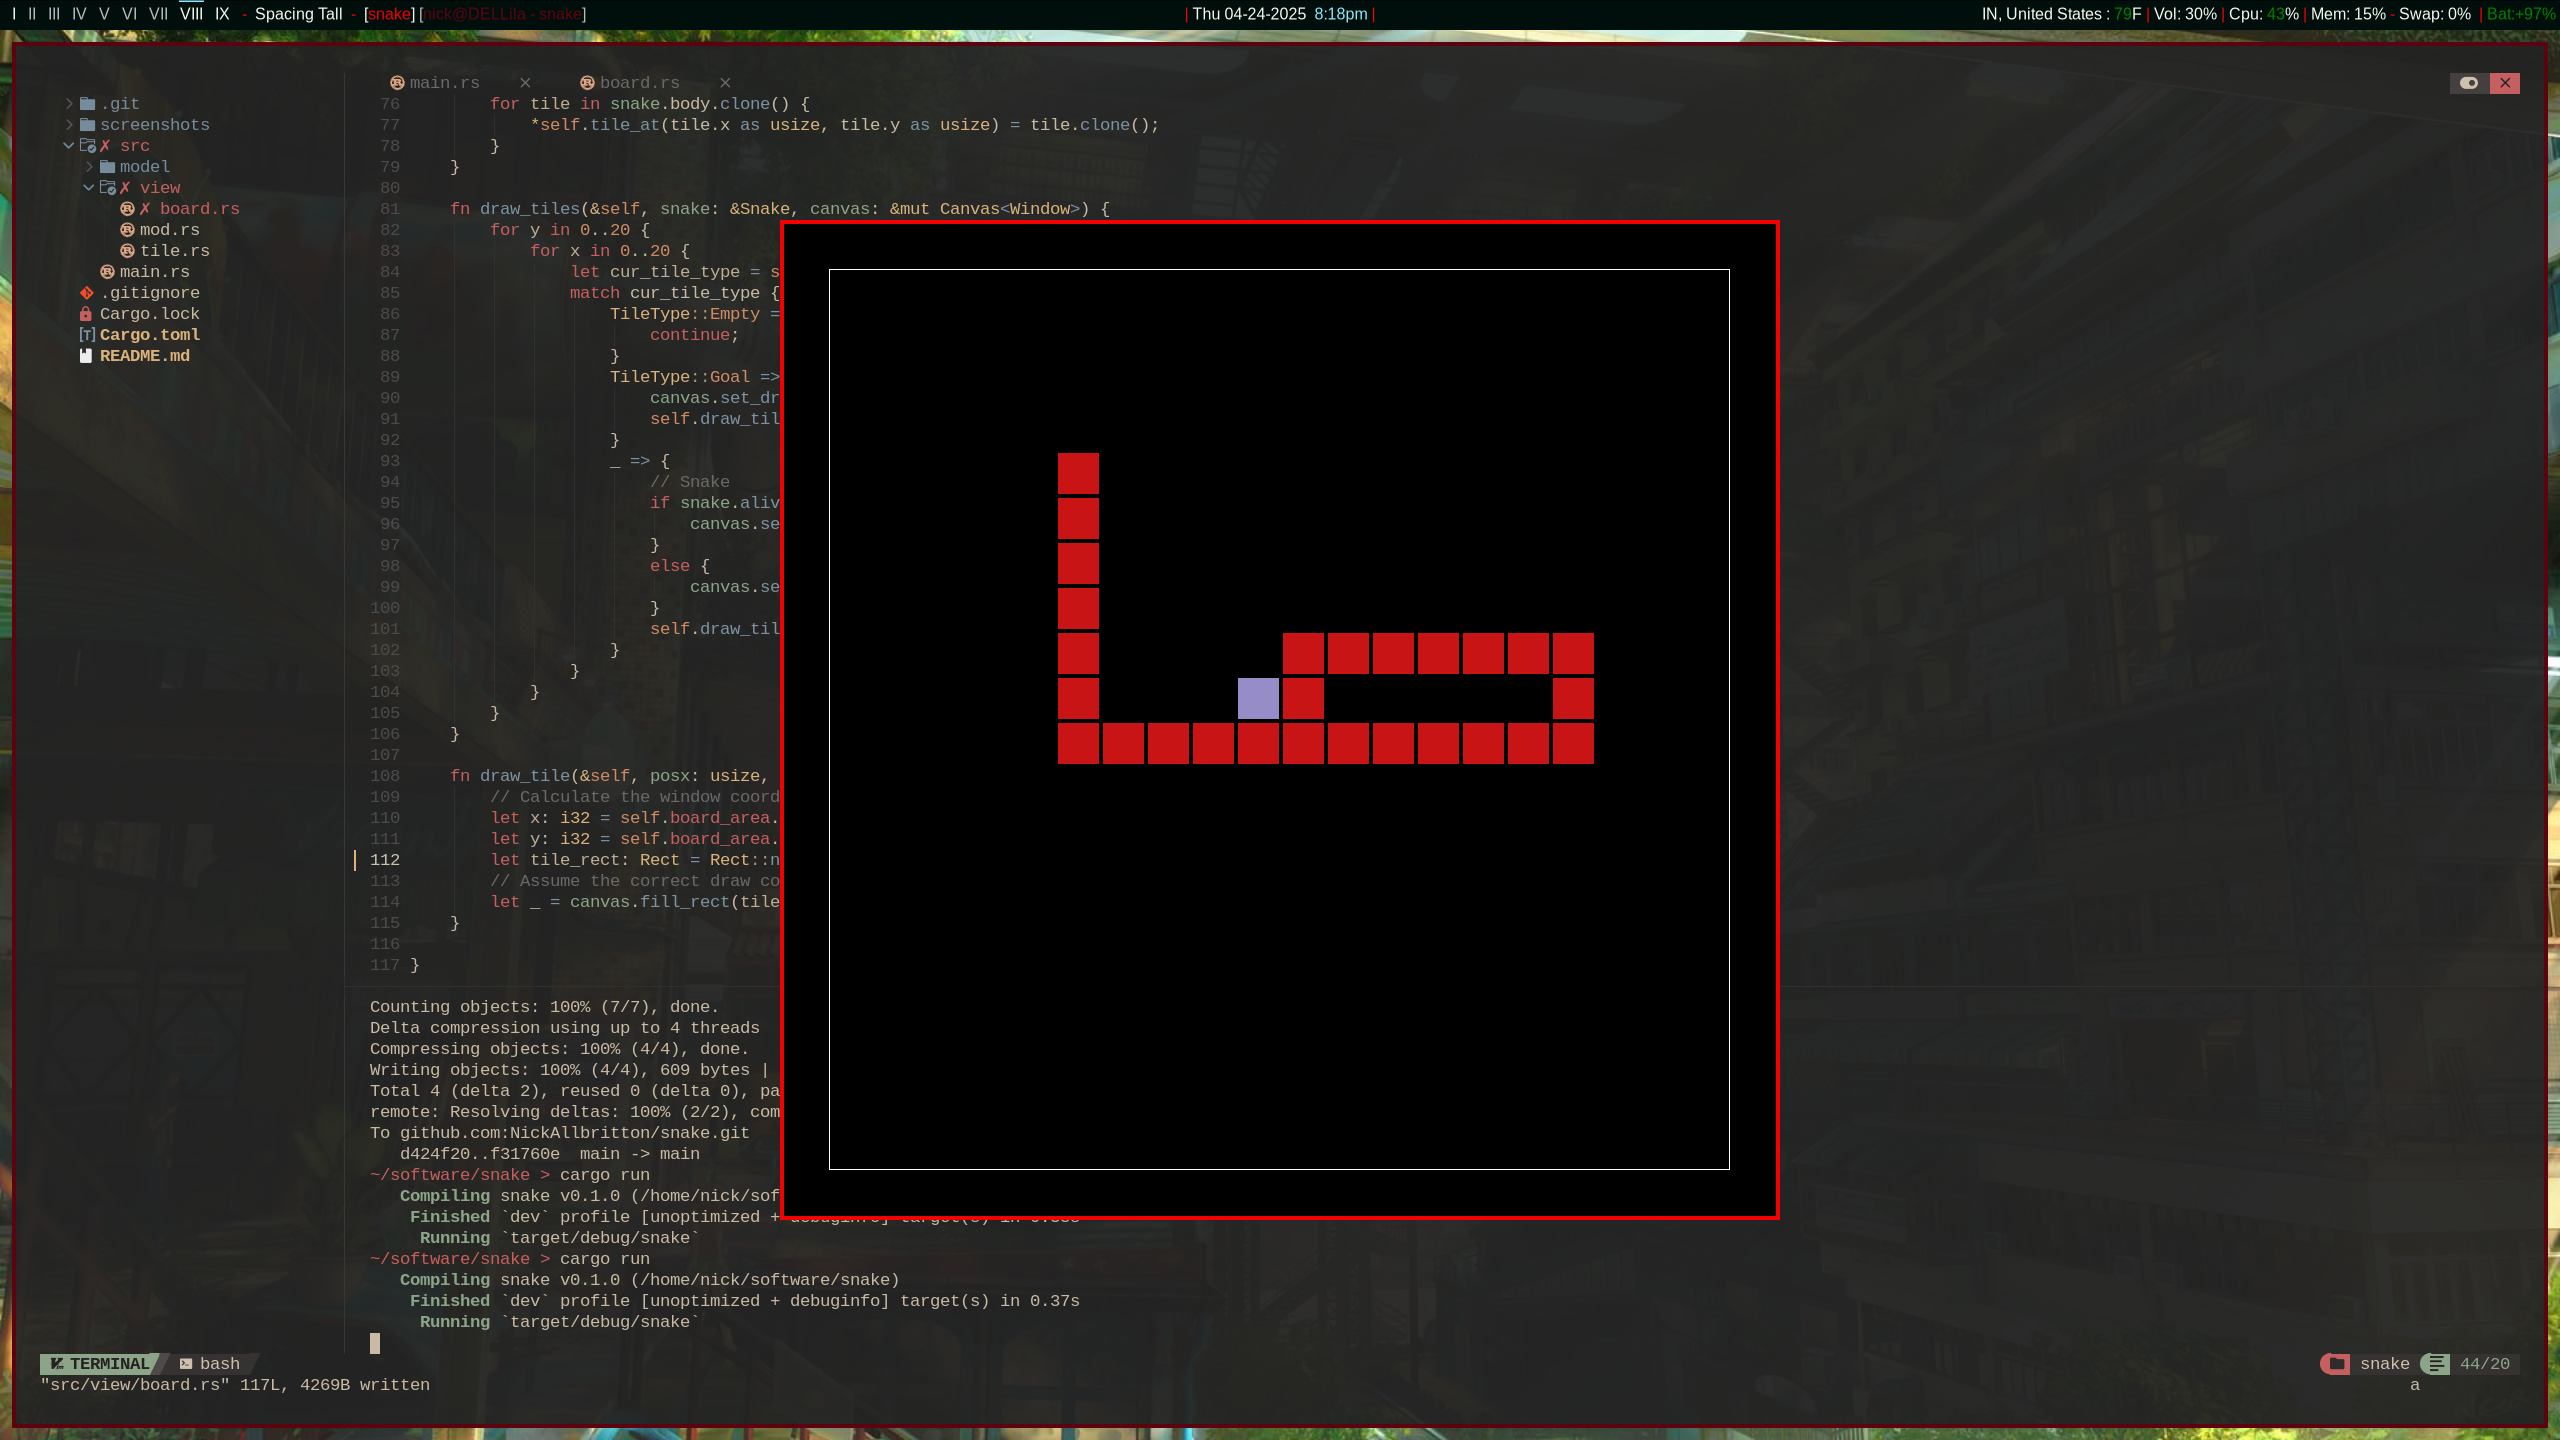 I II III IV V VI VII VIII IX - Spacing Tall - [snake] [nick@DELLila - snake]
| Thu 04-24-2025 8:18pm |
IN, United States : 79F | Vol: 30% | Cpu: 43% | Mem: 15% - Swap: 0% | Bat:+97%
main.rs × board.rs ×
.git
screenshots
✗ src
model
✗ view
✗ board.rs
mod.rs
tile.rs
main.rs
.gitignore
Cargo.lock
Cargo.toml
README.md
76 for tile in snake.body.clone() {
77 *self.tile_at(tile.x as usize, tile.y as usize) = tile.clone();
78 }
79 }
80
81 fn draw_tiles(&self, snake: &Snake, canvas: &mut Canvas<Window>) {
82 for y in 0..20 {
83 for x in 0..20 {
84 let cur_tile_type = s
85 match cur_tile_type {
86 TileType::Empty =
87 continue;
88 }
89 TileType::Goal =>
90 canvas.set_dr
91 self.draw_til
92 }
93 _ => {
94 // Snake
95 if snake.aliv
96 canvas.se
97 }
98 else {
99 canvas.se
100 }
101 self.draw_til
102 }
103 }
104 }
105 }
106 }
107
108 fn draw_tile(&self, posx: usize,
109 // Calculate the window coord
110 let x: i32 = self.board_area.
111 let y: i32 = self.board_area.
112 let tile_rect: Rect = Rect::n
113 // Assume the correct draw co
114 let _ = canvas.fill_rect(tile
115 }
116
117 }
Counting objects: 100% (7/7), done.
Delta compression using up to 4 threads
Compressing objects: 100% (4/4), done.
Writing objects: 100% (4/4), 609 bytes |
Total 4 (delta 2), reused 0 (delta 0), pa
remote: Resolving deltas: 100% (2/2), com
To github.com:NickAllbritton/snake.git
d424f20..f31760e main -> main
~/software/snake > cargo run
Compiling snake v0.1.0 (/home/nick/sof
Finished `dev` profile [unoptimized + debuginfo] target(s) in
Running `target/debug/snake`
~/software/snake > cargo run
Compiling snake v0.1.0 (/home/nick/software/snake)
Finished `dev` profile [unoptimized + debuginfo] target(s) in 0.37s
Running `target/debug/snake`
TERMINAL bash
snake 44/20
"src/view/board.rs" 117L, 4269B written
a